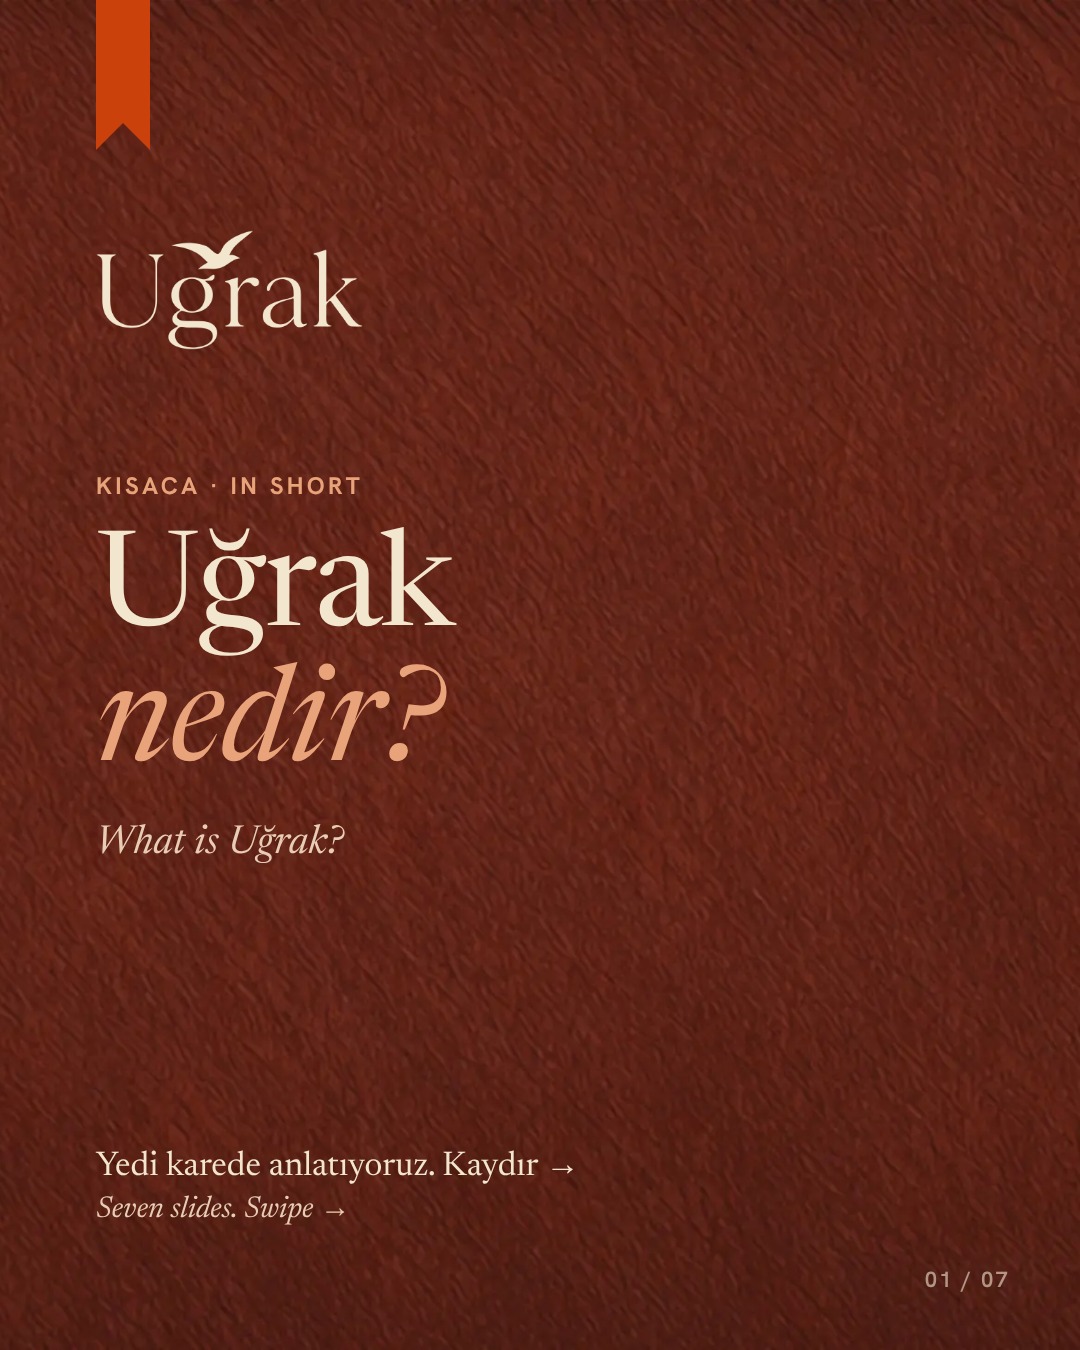 Uğrak
KISACA · IN SHORT
Uğrak
nedir?
What is Uğrak?
Yedi karede anlatıyoruz. Kaydır →
Seven slides. Swipe →
01 / 07